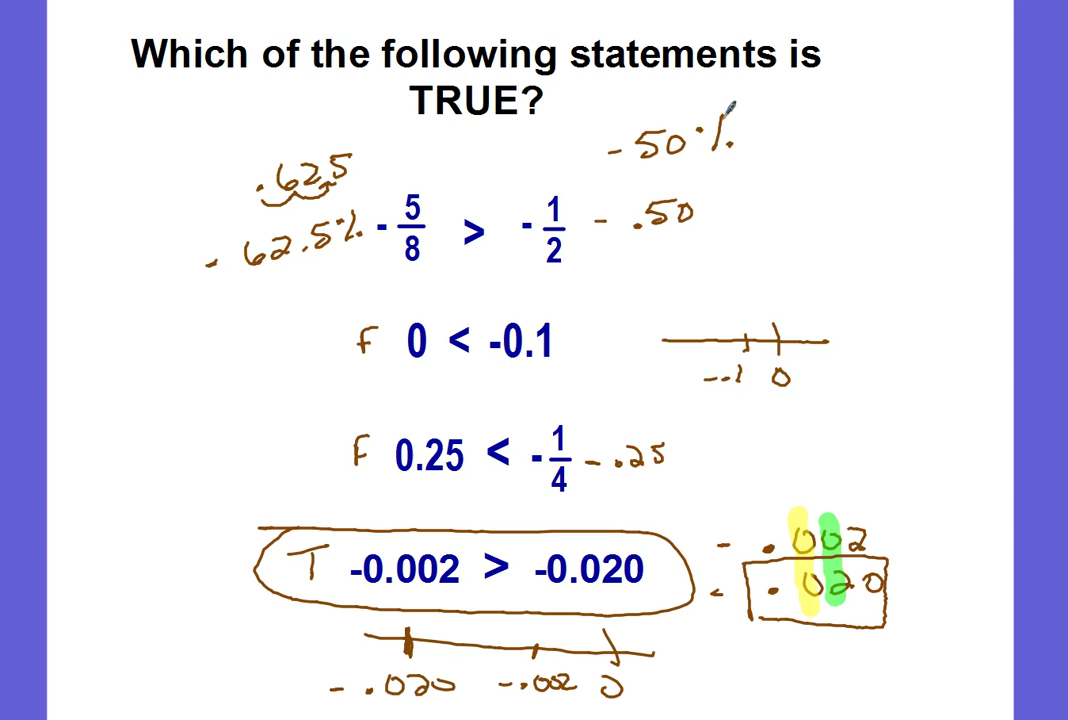 Which of the following statements is
TRUE?
- 50%
.625
- 62.5% - 5/8 > - 1/2 - .50
F 0 < -0.1
-.1 0
F 0.25 < - 1/4 - .25
- .002
T -0.002 > -0.020
- .020
- .020 -.002 0